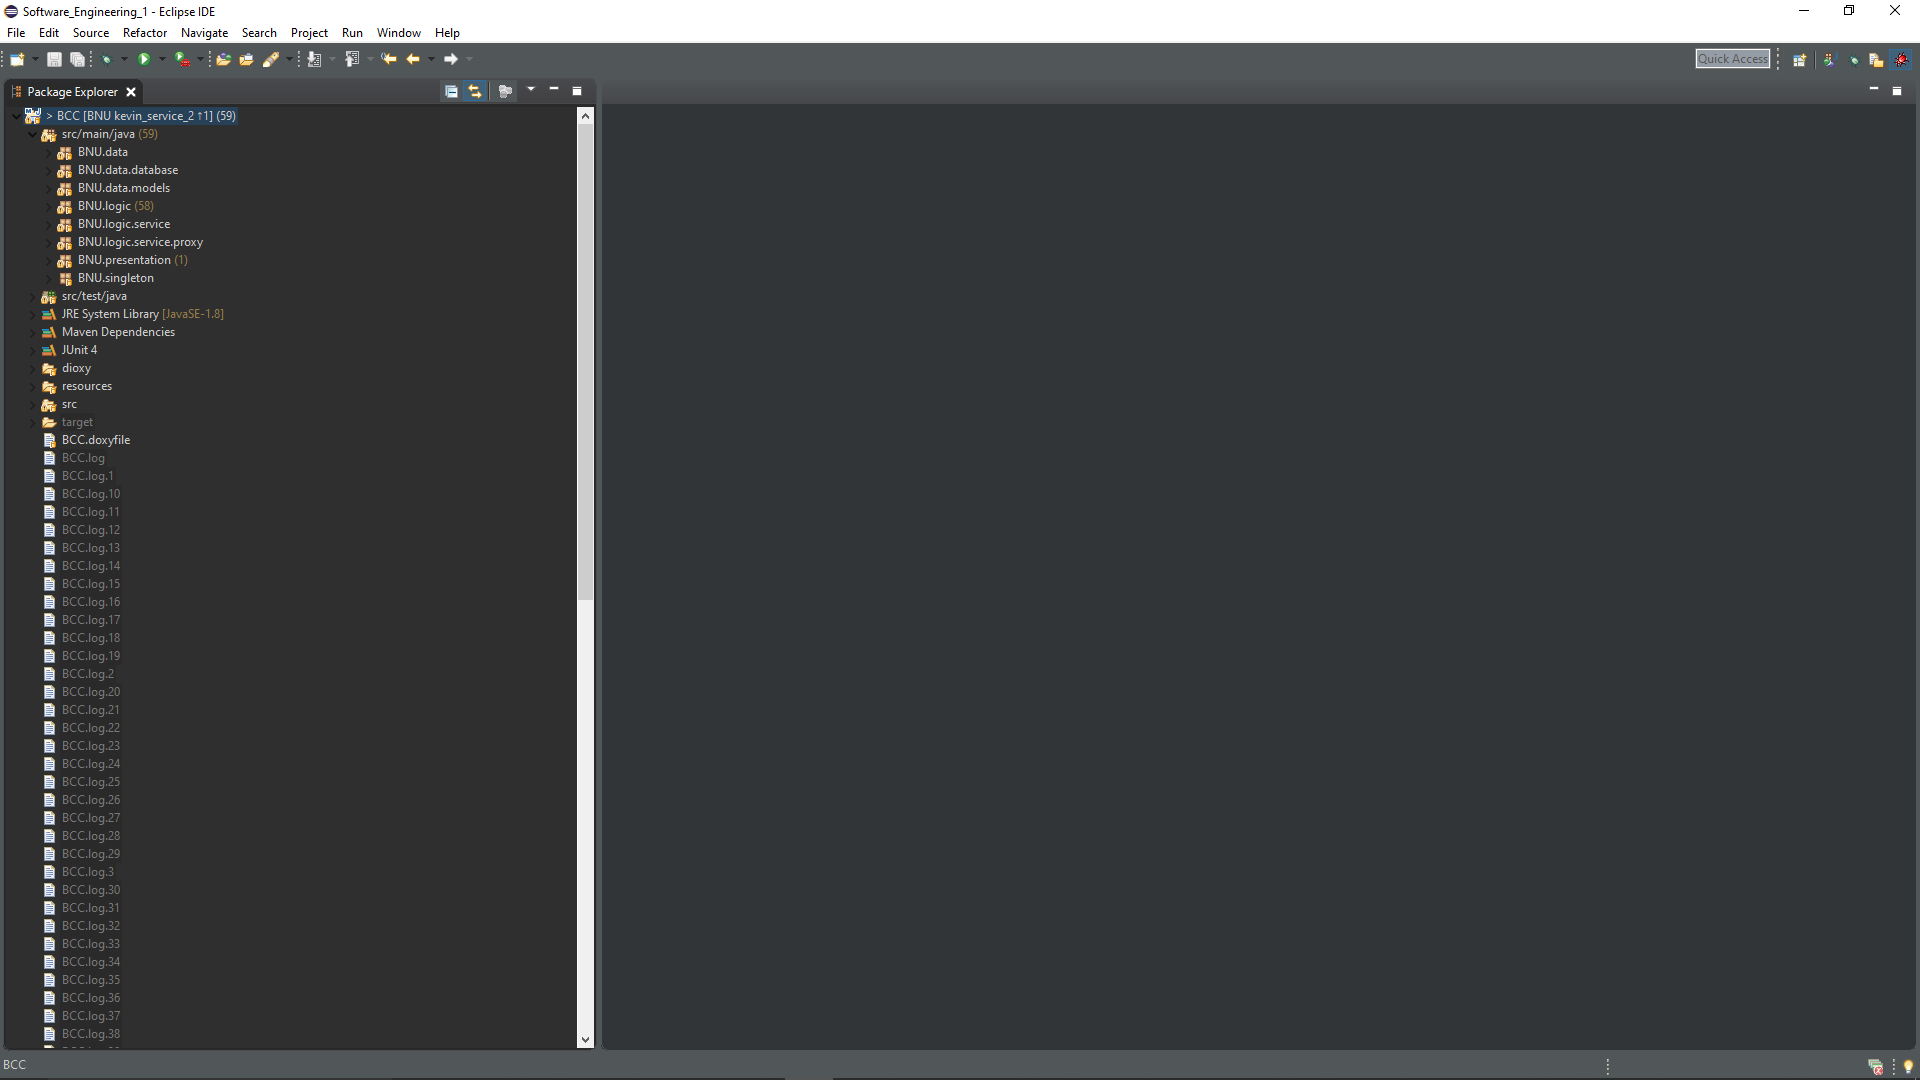 Software_Engineering_1 - Eclipse IDE
File Edit Source Refactor Navigate Search Project Run Window Help
Quick Access
Package Explorer
> BCC [BNU kevin_service_2 ↑1] (59)
src/main/java (59)
BNU.data
BNU.data.database
BNU.data.models
BNU.logic (58)
BNU.logic.service
BNU.logic.service.proxy
BNU.presentation (1)
BNU.singleton
src/test/java
JRE System Library [JavaSE-1.8]
Maven Dependencies
JUnit 4
dioxy
resources
src
target
BCC.doxyfile
BCC.log
BCC.log.1
BCC.log.10
BCC.log.11
BCC.log.12
BCC.log.13
BCC.log.14
BCC.log.15
BCC.log.16
BCC.log.17
BCC.log.18
BCC.log.19
BCC.log.2
BCC.log.20
BCC.log.21
BCC.log.22
BCC.log.23
BCC.log.24
BCC.log.25
BCC.log.26
BCC.log.27
BCC.log.28
BCC.log.29
BCC.log.3
BCC.log.30
BCC.log.31
BCC.log.32
BCC.log.33
BCC.log.34
BCC.log.35
BCC.log.36
BCC.log.37
BCC.log.38
BCC